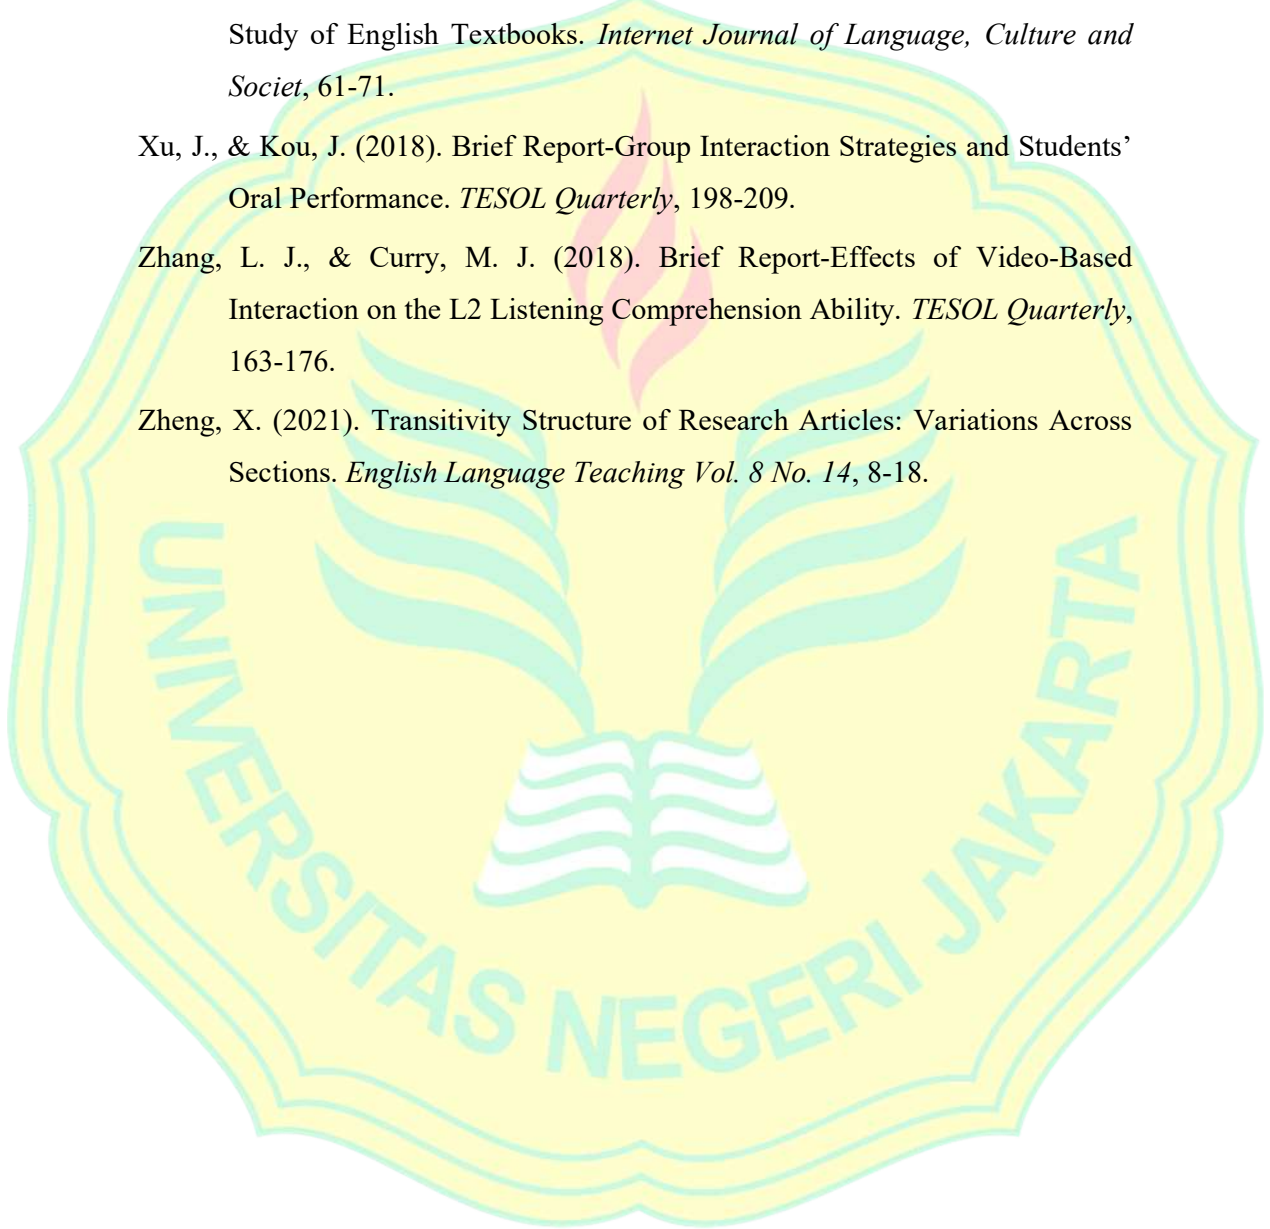 Study of English Textbooks. Internet Journal of Language, Culture and
Societ, 61-71.
Xu, J., & Kou, J. (2018). Brief Report-Group Interaction Strategies and Students’
Oral Performance. TESOL Quarterly, 198-209.
Zhang, L. J., & Curry, M. J. (2018). Brief Report-Effects of Video-Based
Interaction on the L2 Listening Comprehension Ability. TESOL Quarterly,
163-176.
Zheng, X. (2021). Transitivity Structure of Research Articles: Variations Across
Sections. English Language Teaching Vol. 8 No. 14, 8-18.
UNIVERSITAS NEGERI JAKARTA